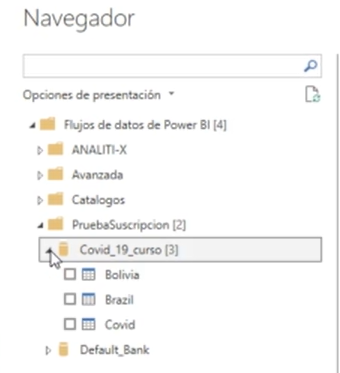 Navegador
Opciones de presentación
Flujos de datos de Power BI [4]
ANALITI-X
Avanzada
Catalogos
PruebaSuscripcion [2]
Covid_19_curso [3]
Bolivia
Brazil
Covid
Default_Bank